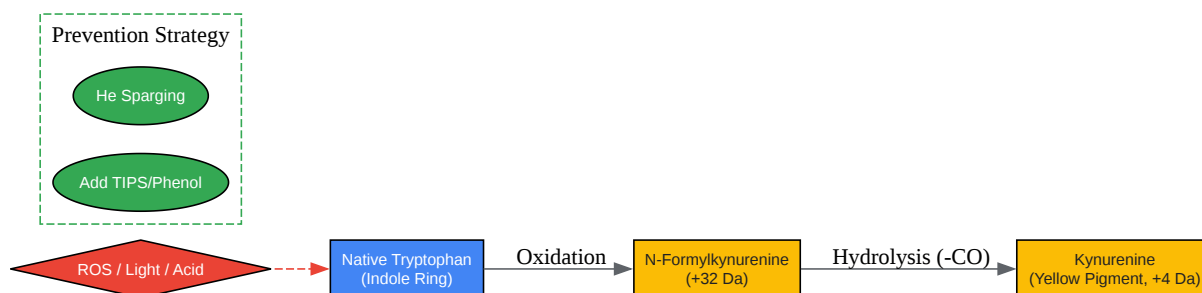 Prevention Strategy
He Sparging
Add TIPS/Phenol
ROS / Light / Acid
Native Tryptophan
(Indole Ring)
Oxidation
N-Formylkynurenine
(+32 Da)
Hydrolysis (-CO)
Kynurenine
(Yellow Pigment, +4 Da)